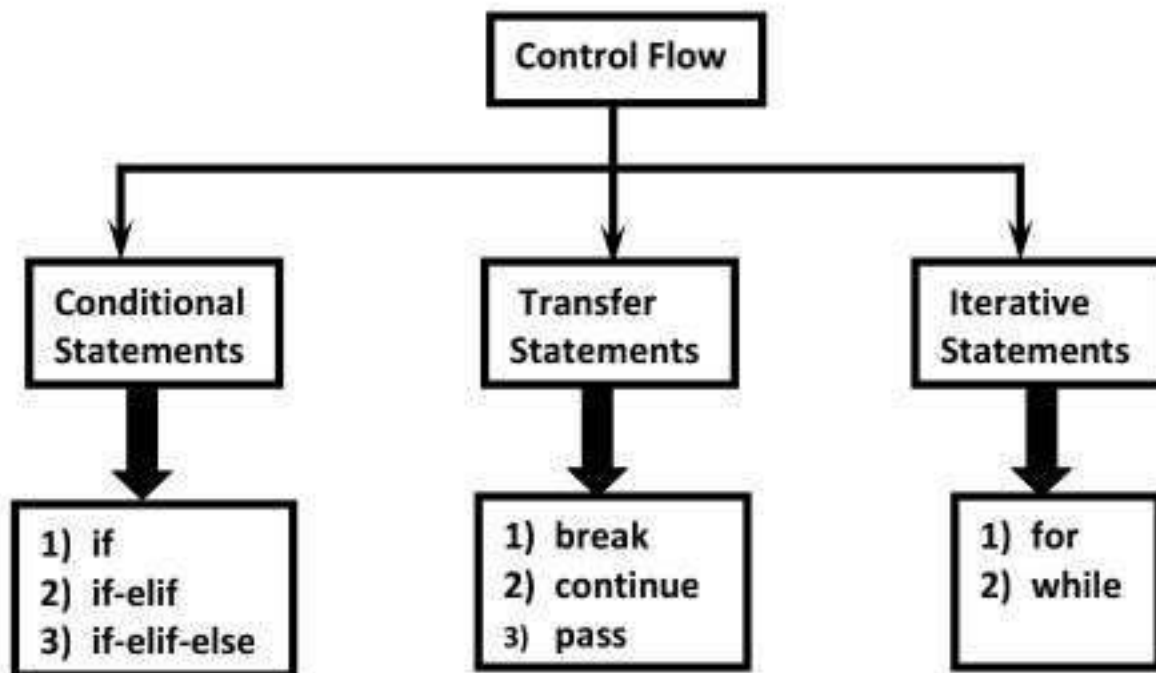 Control Flow
Conditional
Statements
Transfer
Statements
Iterative
Statements
1) if
2) if-elif
3) if-elif-else
1) break
2) continue
3) pass
1) for
2) while